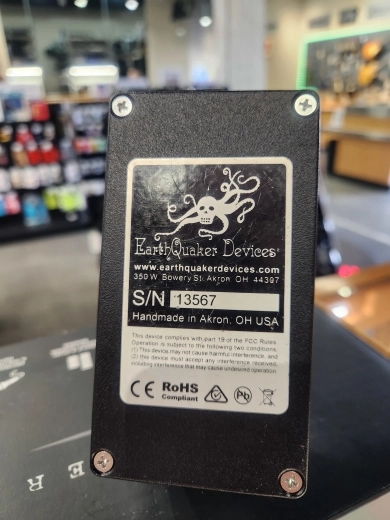 EarthQuaker Devices®
www.earthquakerdevices.com
350 W. Bowery St. Akron, OH 44397
S/N 13567
Handmade in Akron, OH USA
This device complies with part 15 of the FCC Rules
Operation is subject to the following two conditions
(1) This device may not cause harmful interference, and
(2) this device must accept any interference received,
including interference that may cause undesired operation.
CE RoHS
Compliant
Pb
E R